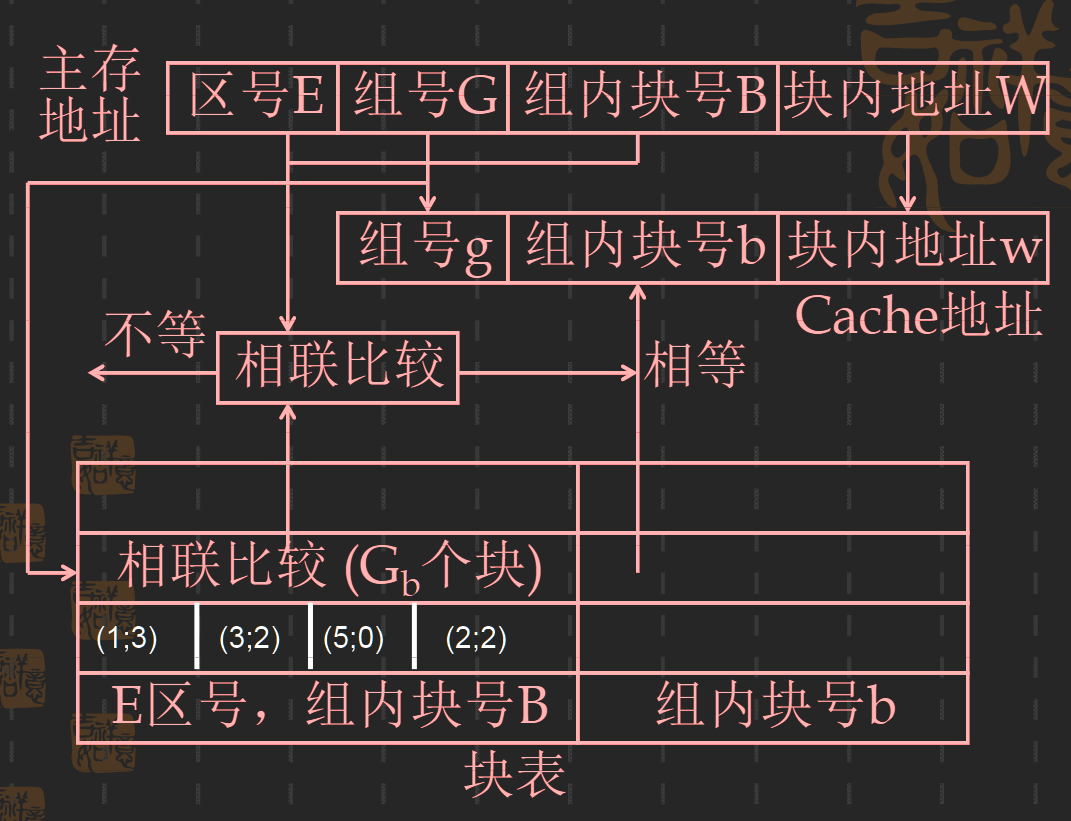 主存
地址
区号E 组号G 组内块号B 块内地址W
组号g 组内块号b 块内地址w
Cache地址
不等
相联比较
相等
相联比较 (Gb个块)
(1;3) (3;2) (5;0) (2;2)
E区号，组内块号B 组内块号b
块表